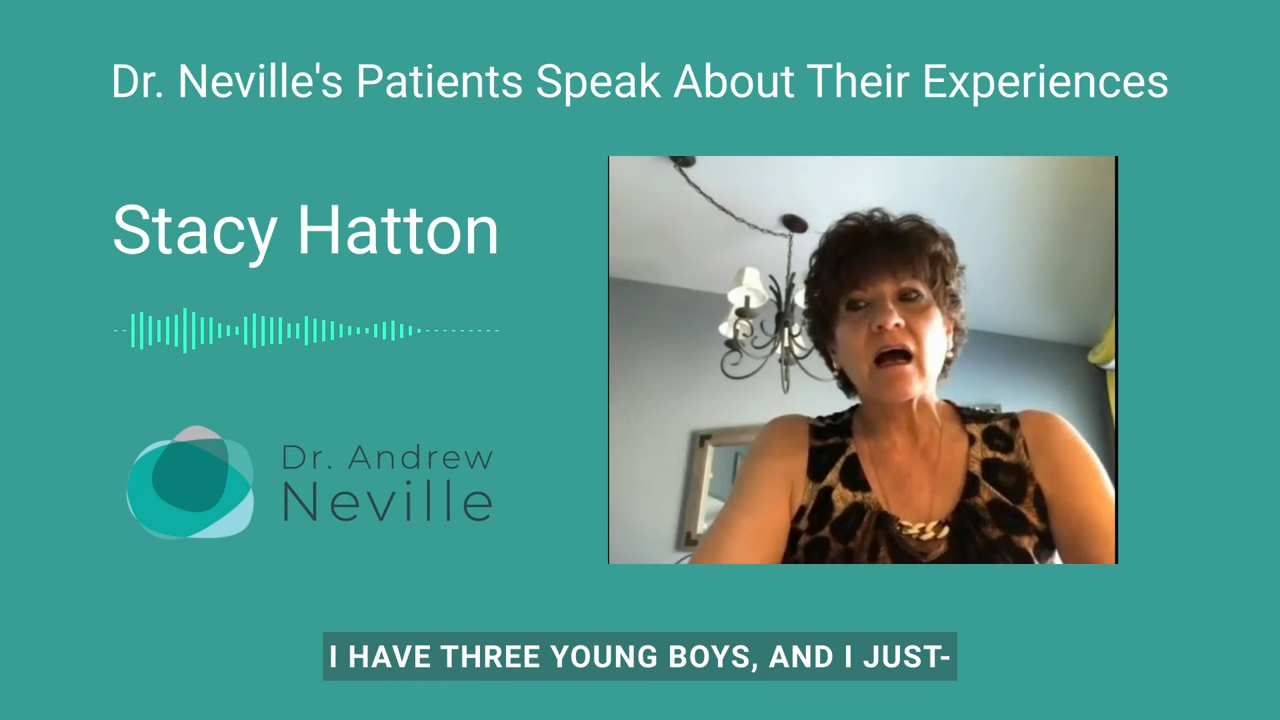 Dr. Neville's Patients Speak About Their Experiences
Stacy Hatton
Dr. Andrew
Neville
I HAVE THREE YOUNG BOYS, AND I JUST-